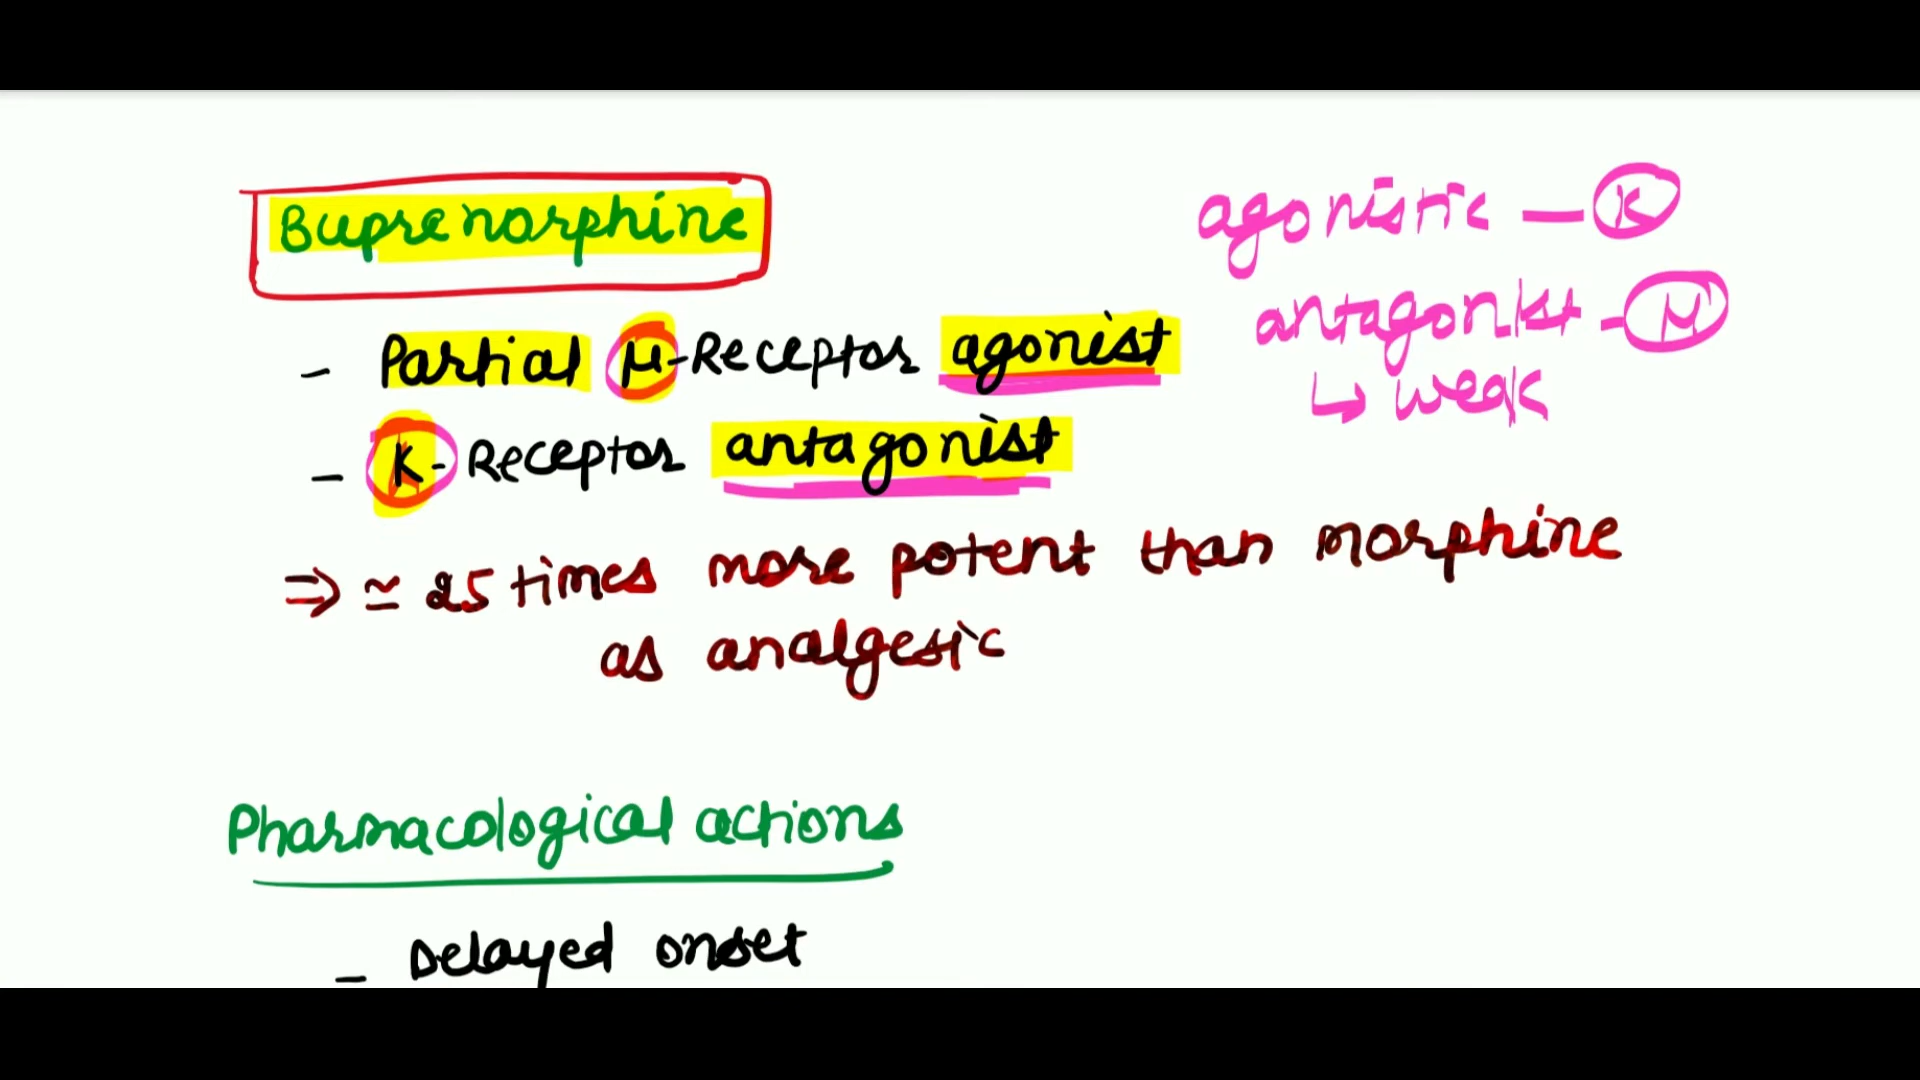 Buprenorphine
- Partial μ-Receptor agonist
- K-Receptor antagonist
⇒ ≃ 25 times more potent than morphine
as analgesic
agonistic - K
antagonist - μ
↳ weak
Pharmacological actions
- Delayed onset